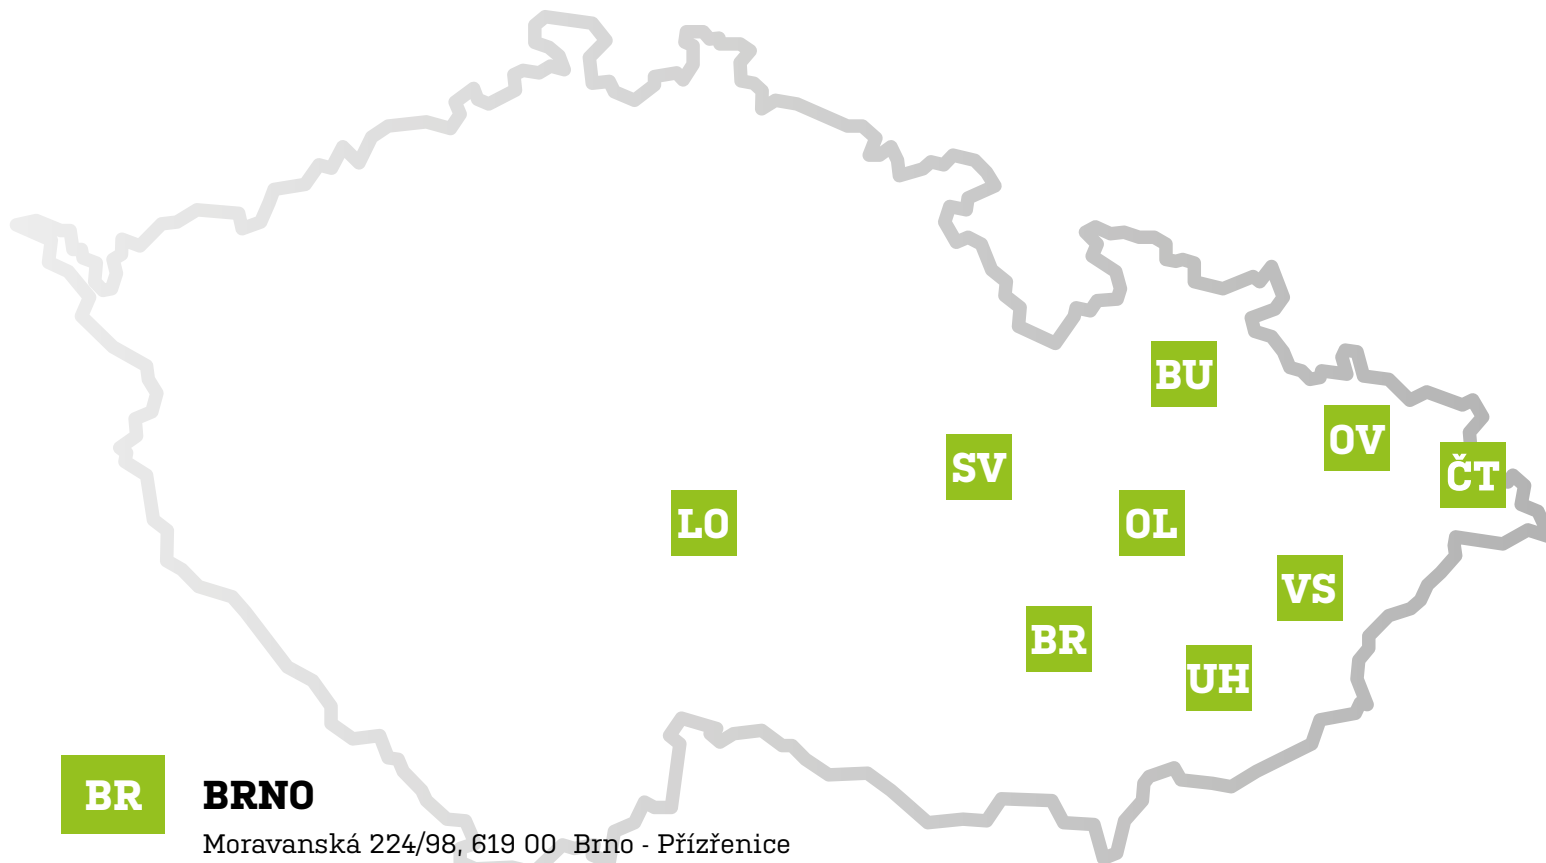 BU
OV
SV
ČT
LO
OL
VS
BR
UH
BR
BRNO
Moravanská 224/98, 619 00 Brno - Přízřenice